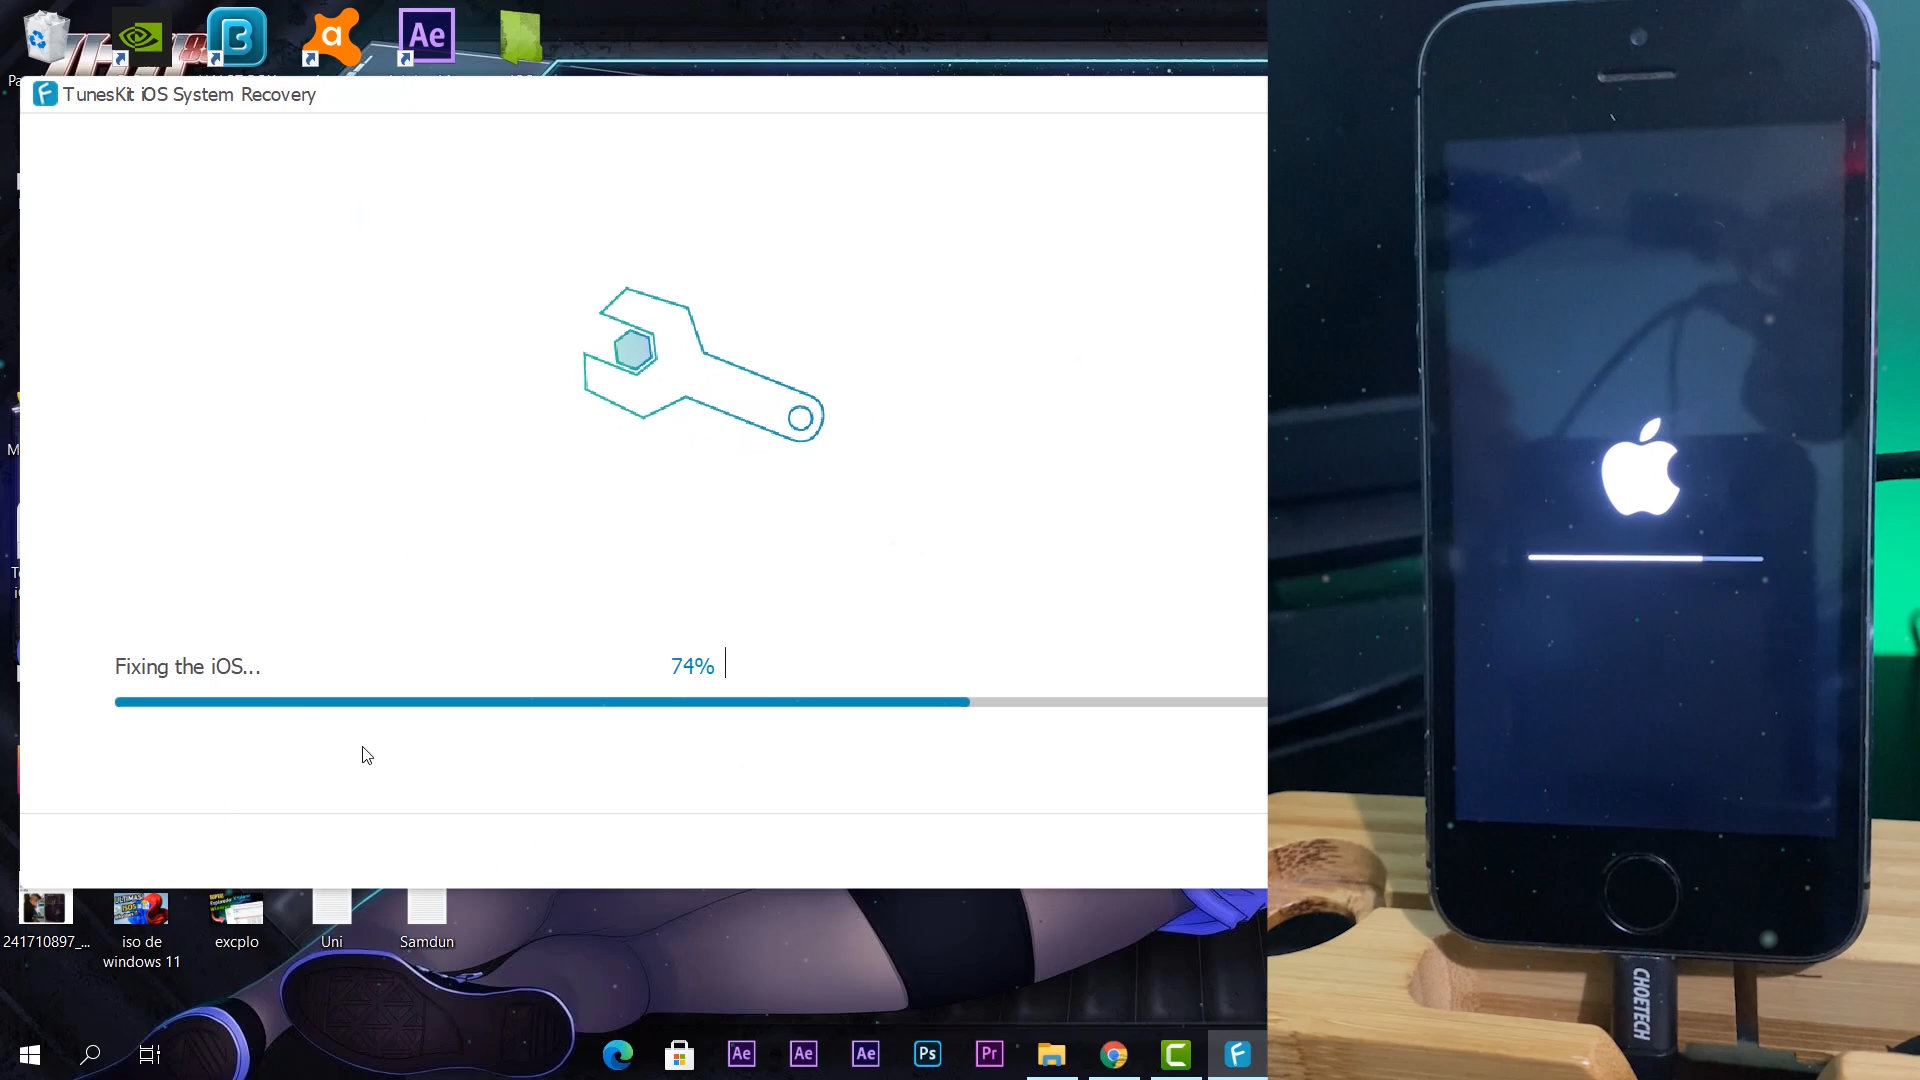 Ae
TunesKit iOS System Recovery
Fixing the iOS...
74%
241710897_...
iso de
windows 11
excplo
Uni
Samdun
Ae
Ae
Ae
Ps
Pr
CHOETECH